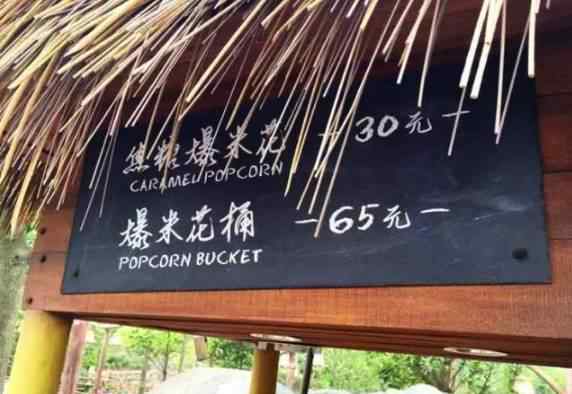 焦糖爆米花 - 30元 -
CARAMEL POPCORN
爆米花桶 - 65元 -
POPCORN BUCKET